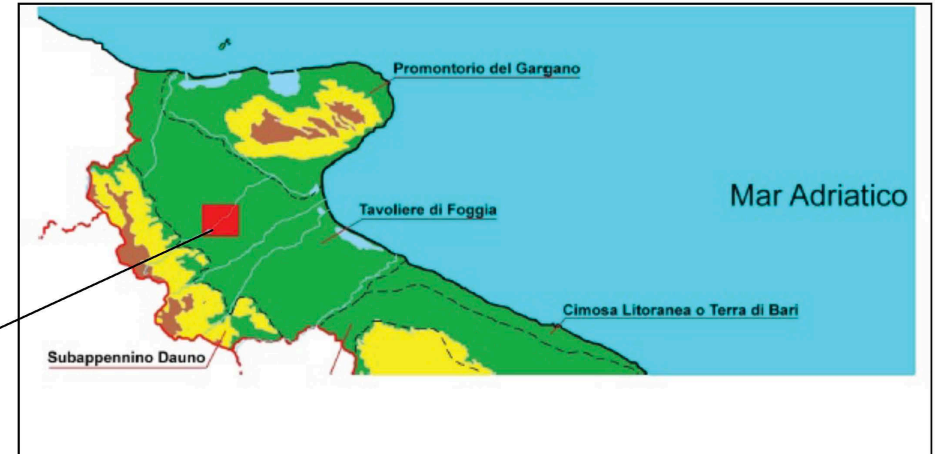 Promontorio del Gargano
Mar Adriatico
Tavoliere di Foggia
Cimosa Litoranea o Terra di Bari
Subappennino Dauno